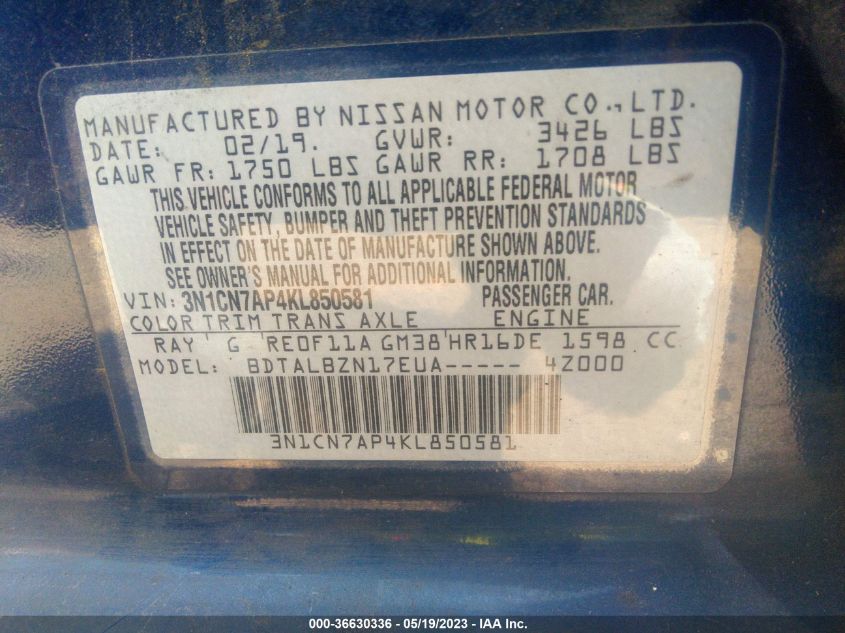 MANUFACTURED BY NISSAN MOTOR CO., LTD.
DATE: 02/19. GVWR: 3426 LBS
GAWR FR: 1750 LBS GAWR RR: 1708 LBS
THIS VEHICLE CONFORMS TO ALL APPLICABLE FEDERAL MOTOR
VEHICLE SAFETY, BUMPER AND THEFT PREVENTION STANDARDS
IN EFFECT ON THE DATE OF MANUFACTURE SHOWN ABOVE.
SEE OWNER'S MANUAL FOR ADDITIONAL INFORMATION.
VIN: 3N1CN7AP4KL850581 PASSENGER CAR.
COLOR TRIM TRANS AXLE ENGINE
RAY G RE0F11A GM38 HR16DE 1598 CC
MODEL: BDTALBZN17EUA----- 4Z000
3N1CN7AP4KL850581
000-36630336 - 05/19/2023 - IAA Inc.